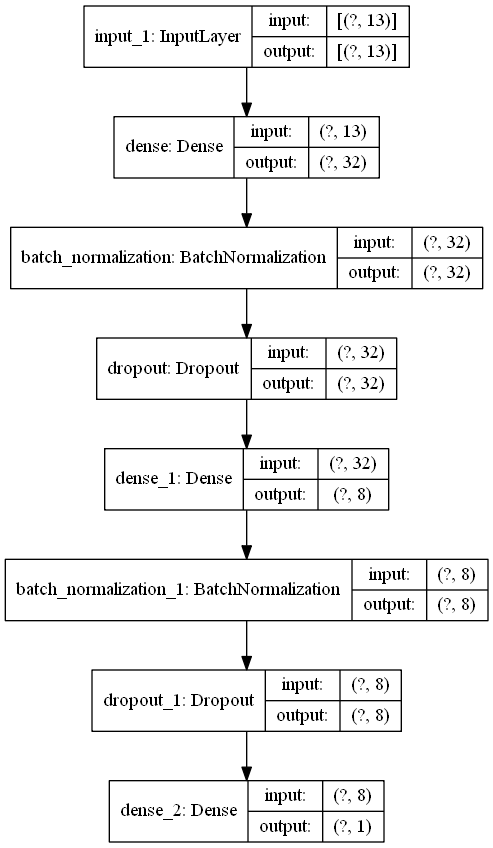 input_1: InputLayer
input: [(?, 13)]
output: [(?, 13)]
dense: Dense
input: (?, 13)
output: (?, 32)
batch_normalization: BatchNormalization
input: (?, 32)
output: (?, 32)
dropout: Dropout
input: (?, 32)
output: (?, 32)
dense_1: Dense
input: (?, 32)
output: (?, 8)
batch_normalization_1: BatchNormalization
input: (?, 8)
output: (?, 8)
dropout_1: Dropout
input: (?, 8)
output: (?, 8)
dense_2: Dense
input: (?, 8)
output: (?, 1)